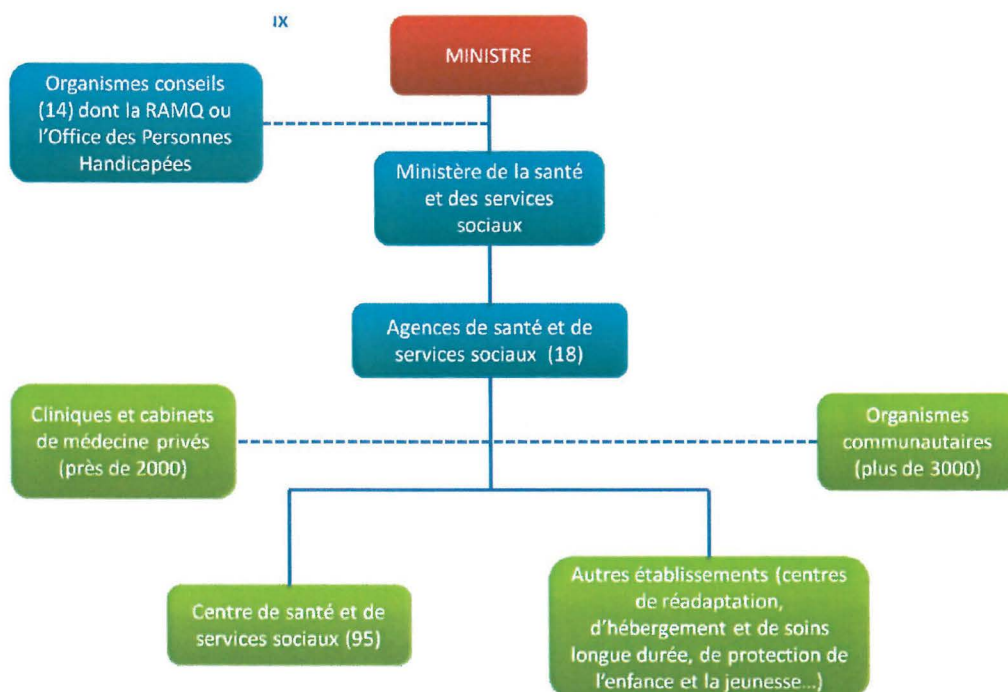 IX
MINISTRE
Organismes conseils
(14) dont la RAMQ ou
l'Office des Personnes
Handicapées
Ministère de la santé
et des services
sociaux
Agences de santé et de
services sociaux (18)
Cliniques et cabinets
de médecine privés
(près de 2000)
Organismes
communautaires
(plus de 3000)
Centre de santé et de
services sociaux (95)
Autres établissements (centres
de réadaptation,
d'hébergement et de soins
longue durée, de protection de
l'enfance et la jeunesse...)